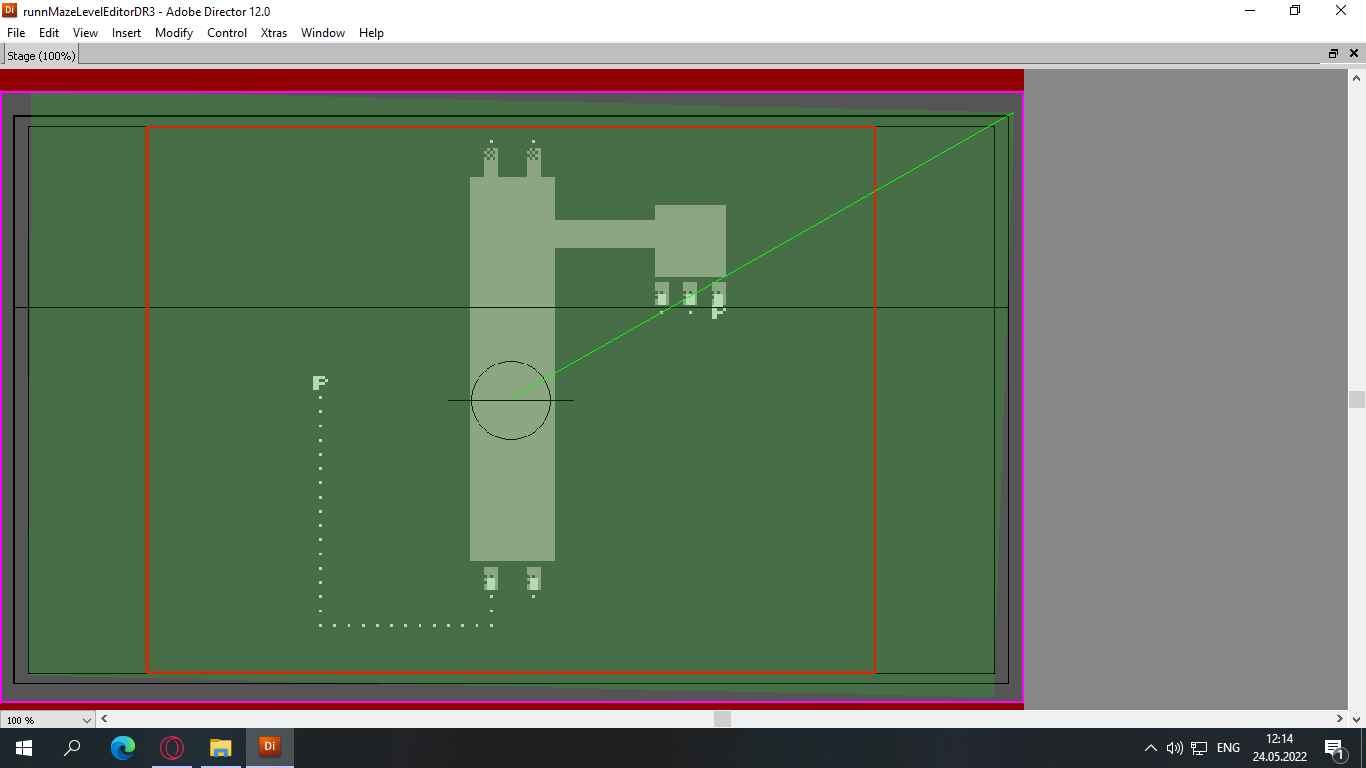 Di runnMazeLevelEditorDR3 - Adobe Director 12.0
File Edit View Insert Modify Control Xtras Window Help
Stage (100%)
P
P
100 %
Di
ENG
12:14
24.05.2022
1